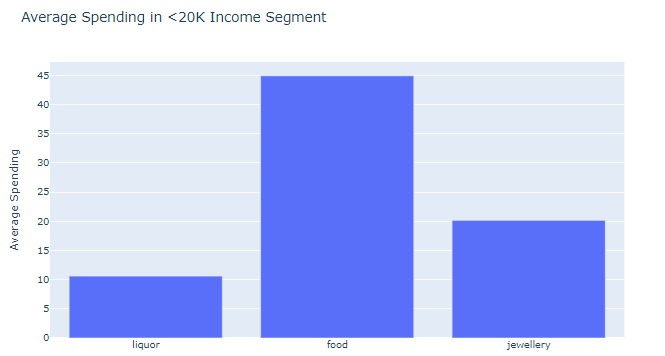 Average Spending in <20K Income Segment
Average Spending
45
40
35
30
25
20
15
10
5
0
liquor
food
jewellery